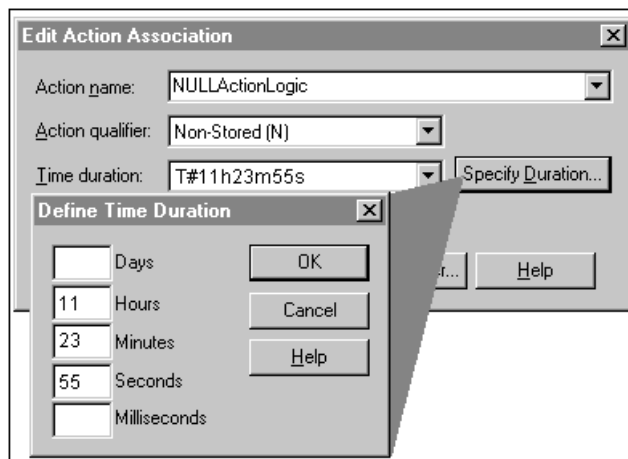 Edit Action Association
Action name: NULLActionLogic
Action qualifier: Non-Stored (N)
Time duration: T#11h23m55s Specify Duration...
Define Time Duration
Days OK
11 Hours
Cancel
23 Minutes
Help
55 Seconds
Milliseconds
Help